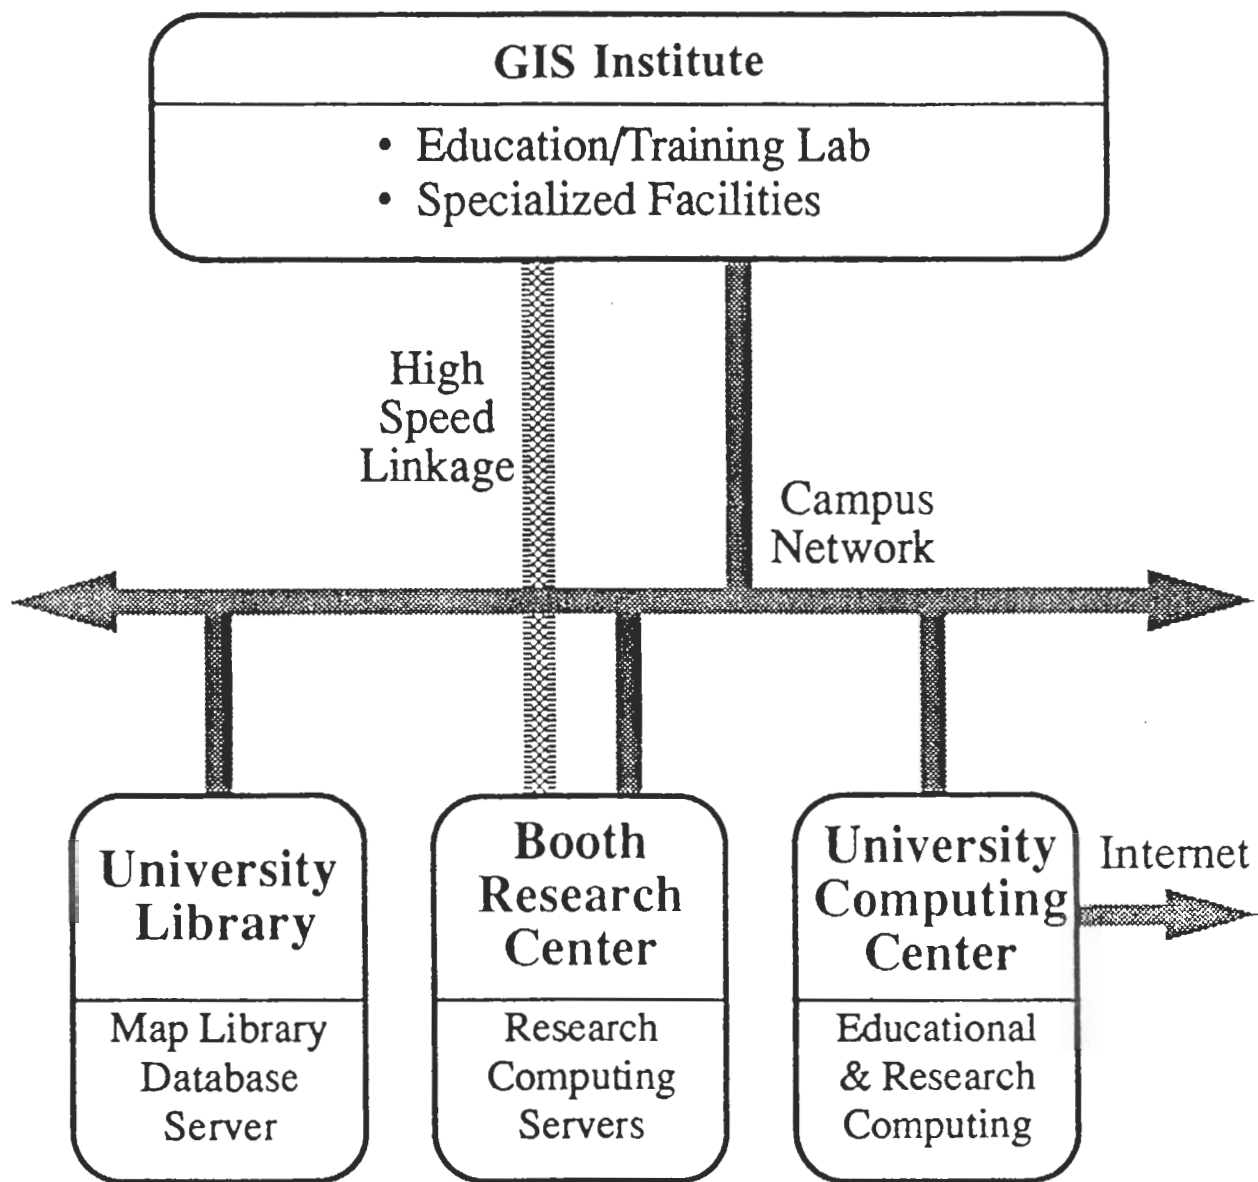 GIS Institute
• Education/Training Lab
• Specialized Facilities
High
Speed
Linkage
Campus
Network
University
Library
Map Library
Database
Server
Booth
Research
Center
Research
Computing
Servers
University
Computing
Center
Educational
& Research
Computing
Internet